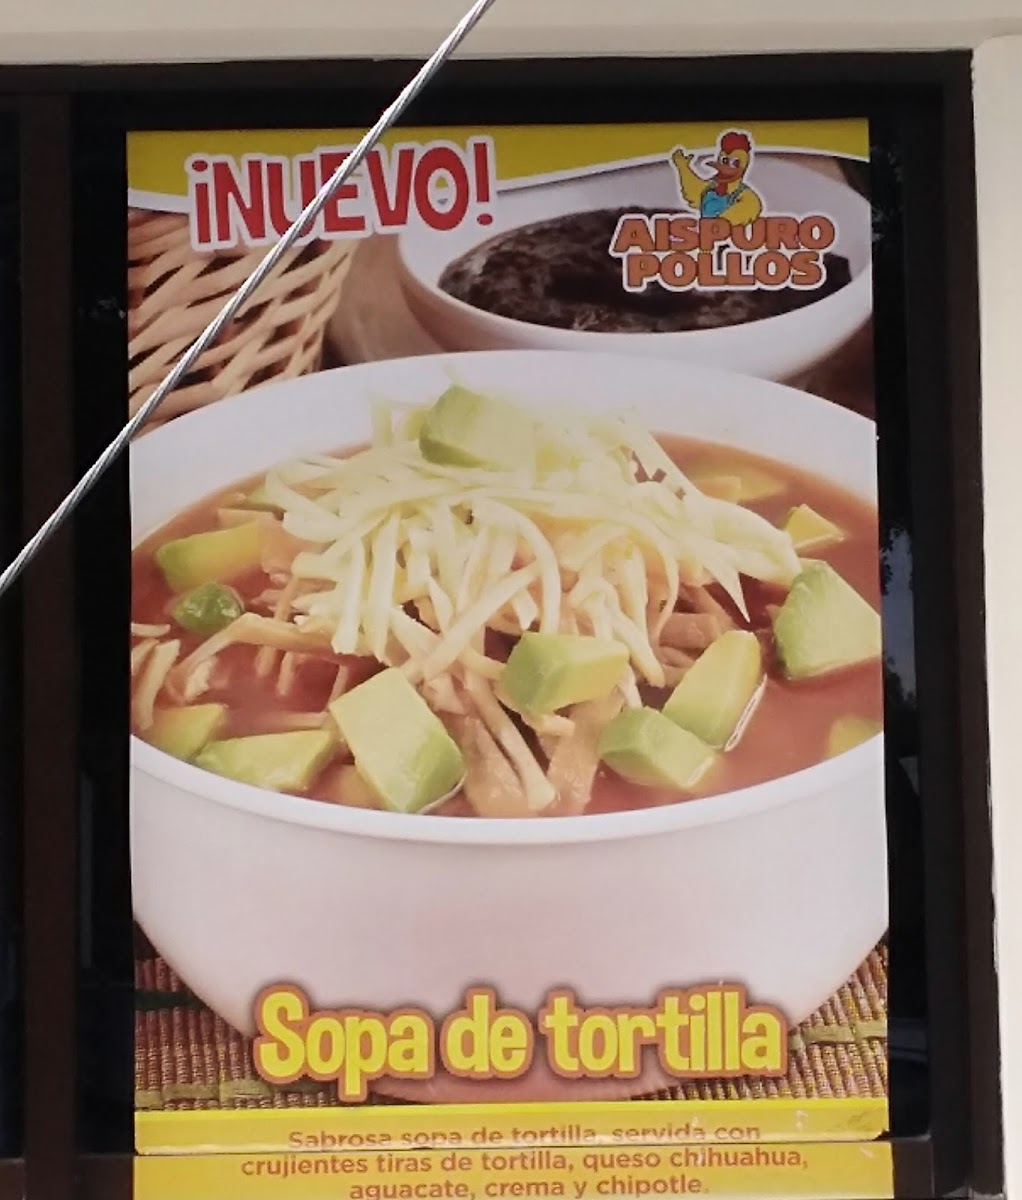 ¡NUEVO!
AISPURO
POLLOS
Sopa de tortilla
Sabrosa sopa de tortilla, servida con
crujientes tiras de tortilla, queso chihuahua,
aguacate, crema y chipotle.